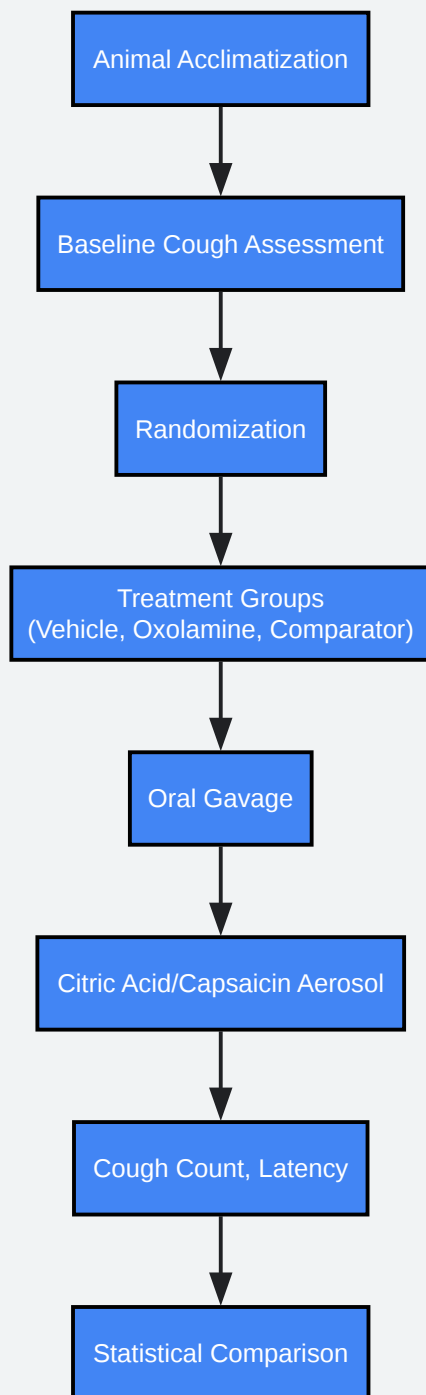 Animal Acclimatization
Baseline Cough Assessment
Randomization
Treatment Groups
(Vehicle, Oxolamine, Comparator)
Oral Gavage
Citric Acid/Capsaicin Aerosol
Cough Count, Latency
Statistical Comparison